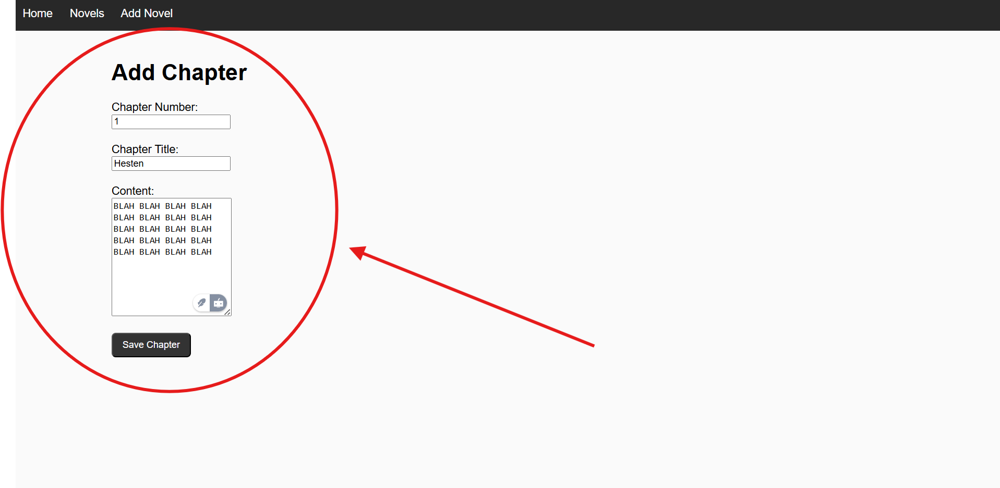 Home Novels Add Novel
Add Chapter
Chapter Number:
1
Chapter Title:
Hesten
Content:
BLAH BLAH BLAH BLAH
BLAH BLAH BLAH BLAH
BLAH BLAH BLAH BLAH
BLAH BLAH BLAH BLAH
BLAH BLAH BLAH BLAH
Save Chapter